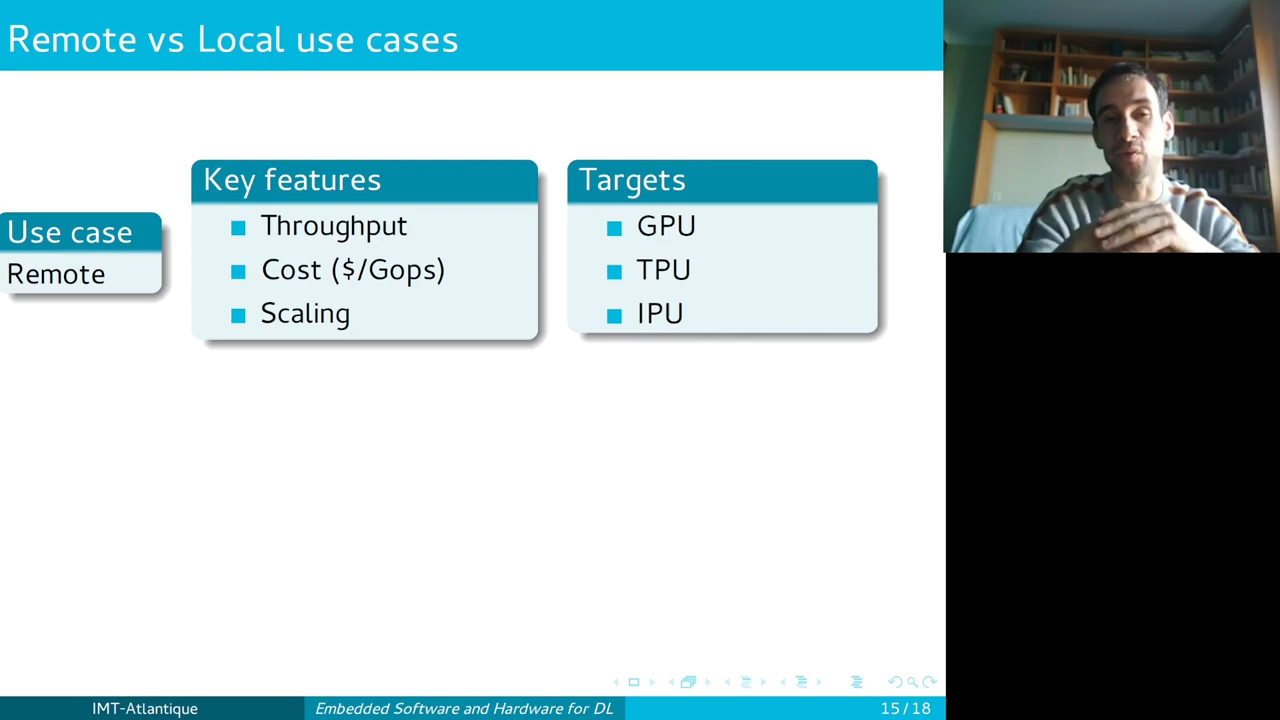 Remote vs Local use cases
Use case
Remote
Key features
Throughput
Cost ($/Gops)
Scaling
Targets
GPU
TPU
IPU
IMT-Atlantique
Embedded Software and Hardware for DL
15/18